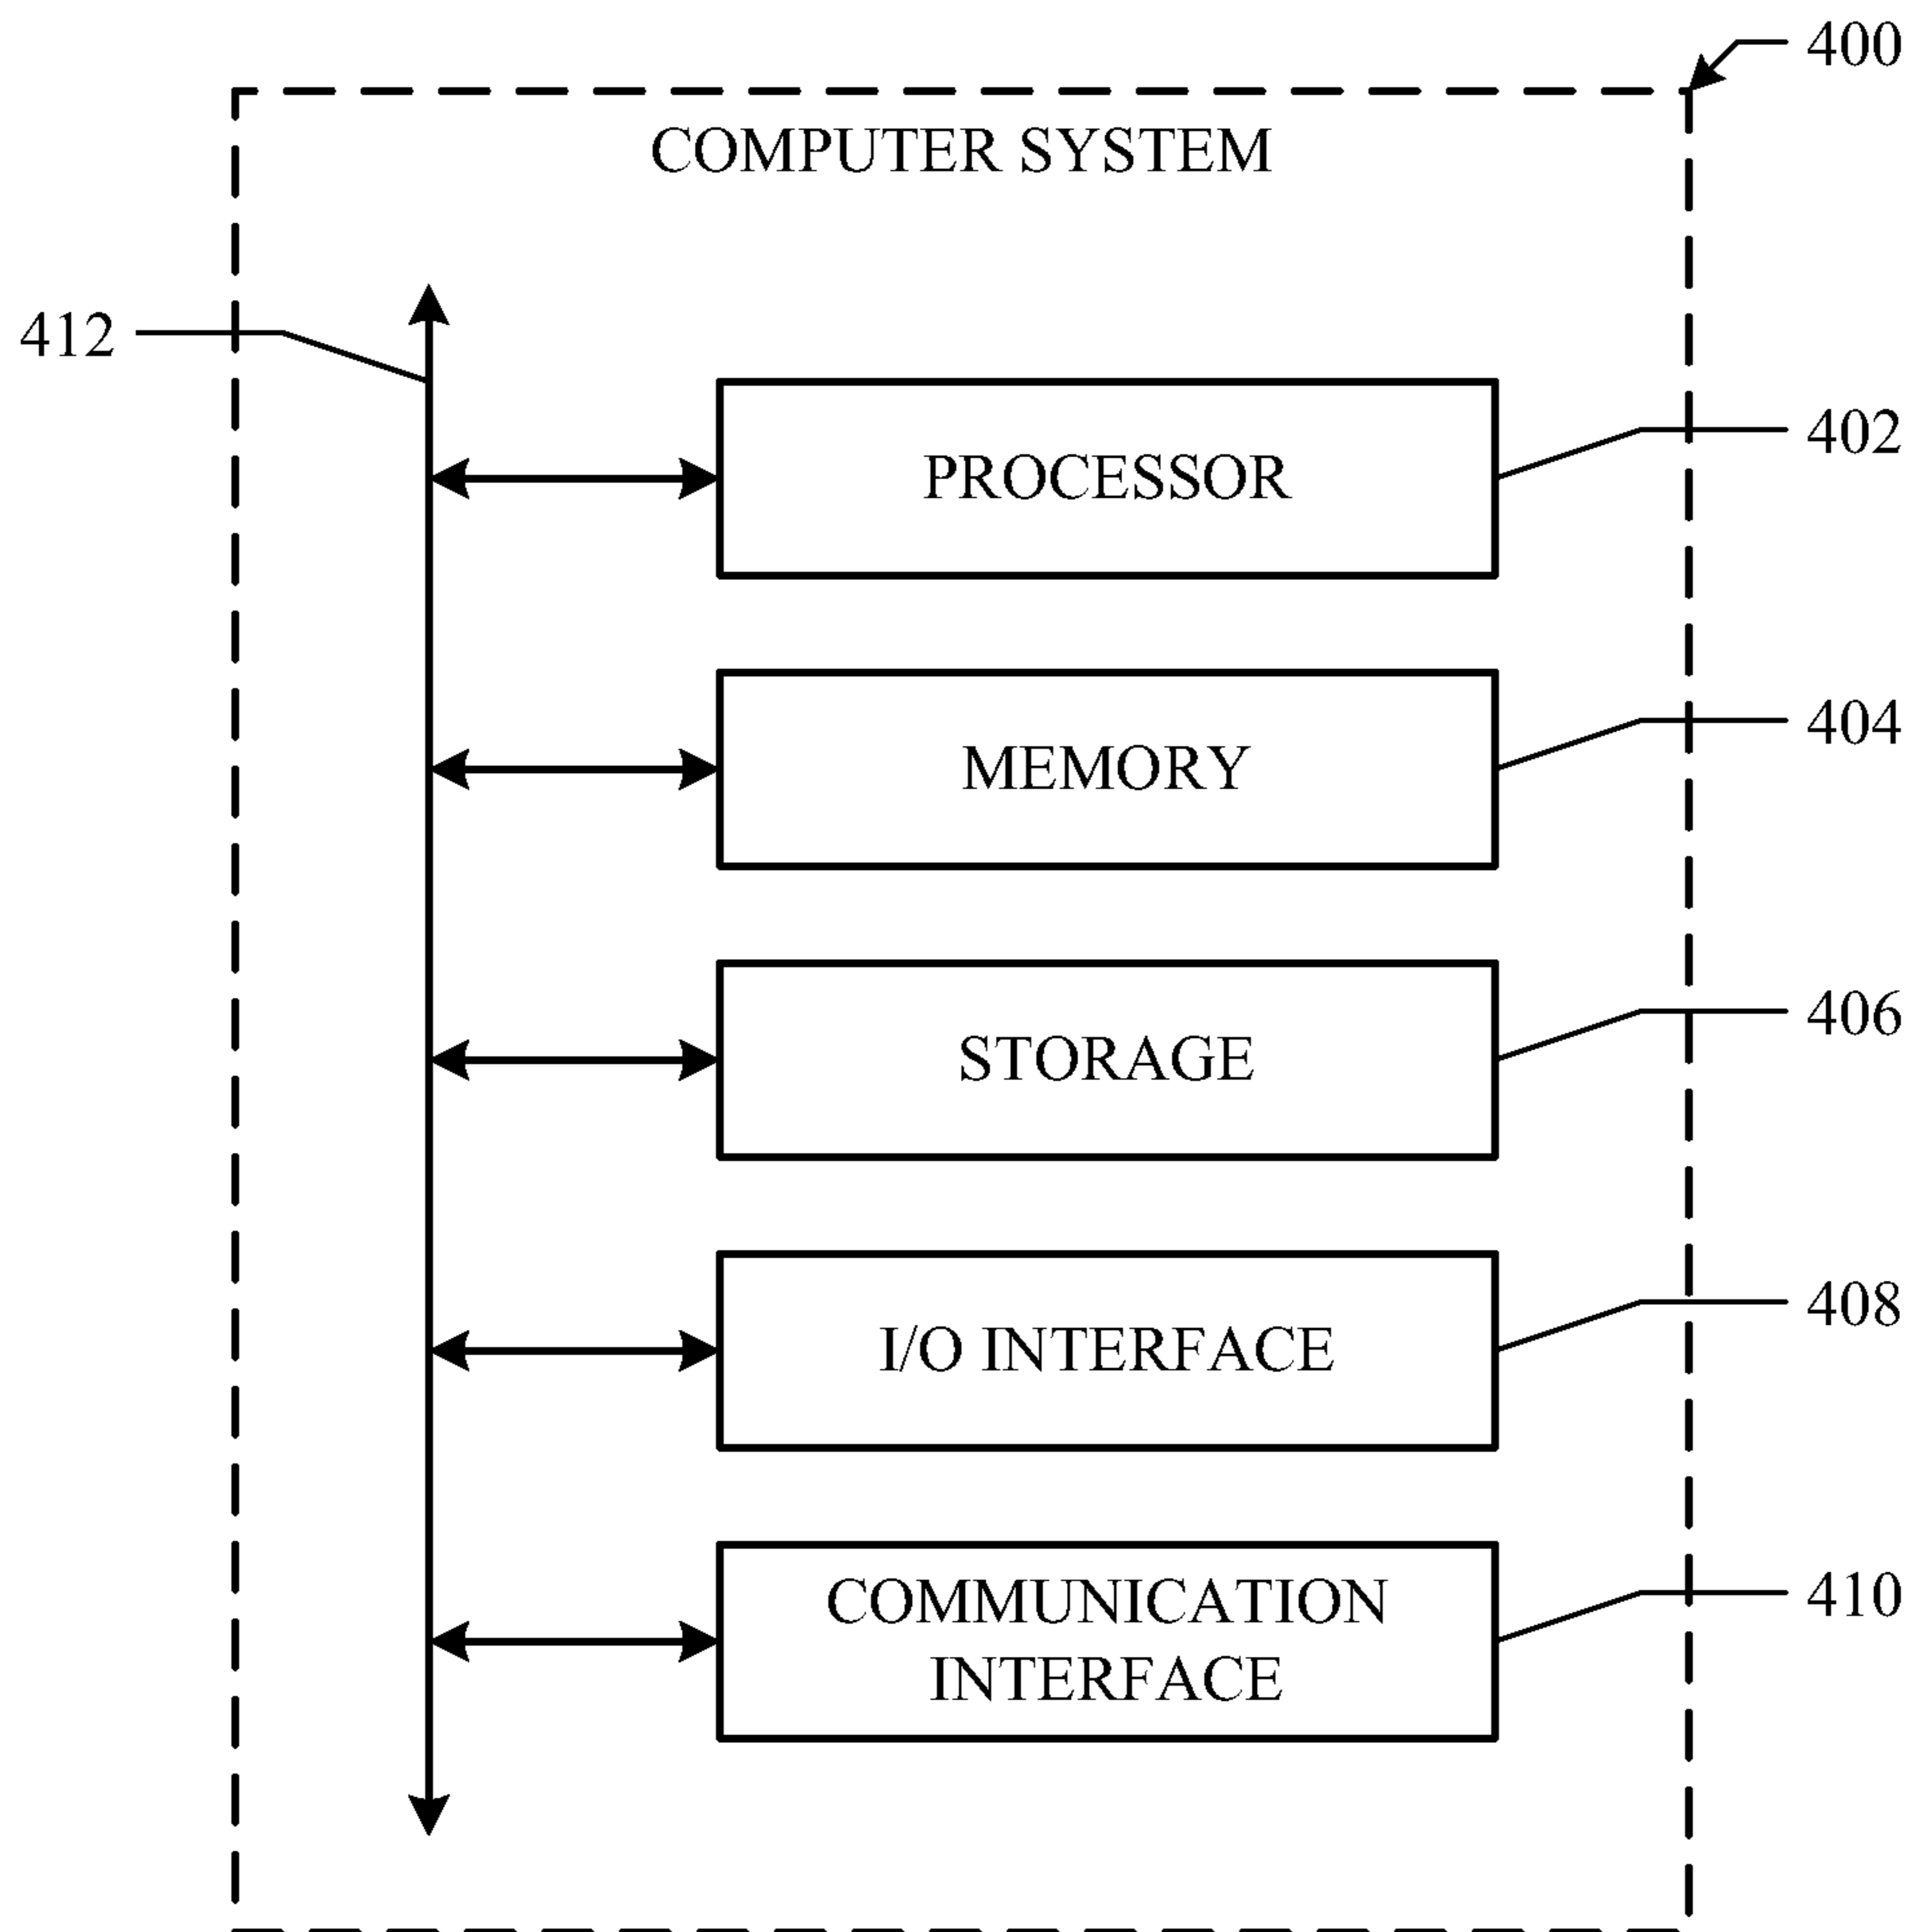 400
COMPUTER SYSTEM
412
PROCESSOR
402
MEMORY
404
STORAGE
406
I/O INTERFACE
408
COMMUNICATION
INTERFACE
410